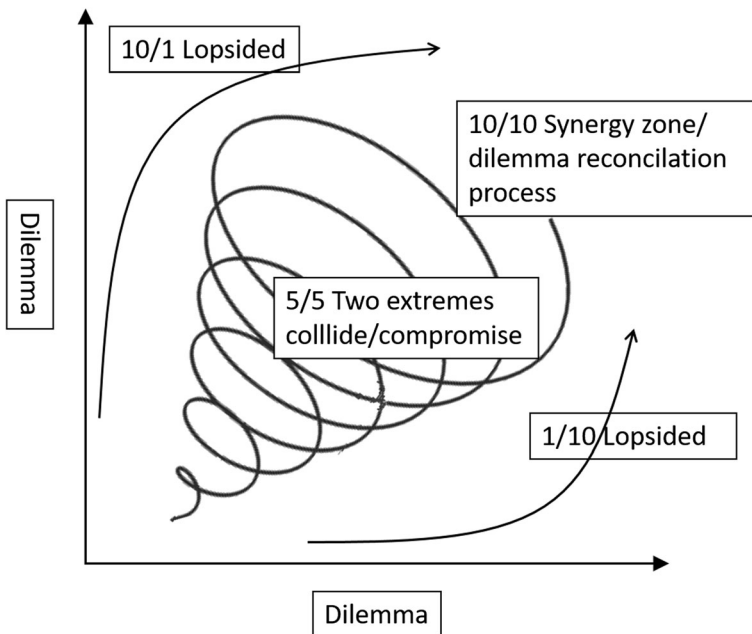 10/1 Lopsided
10/10 Synergy zone/
dilemma reconcilation
process
Dilemma
5/5 Two extremes
colllide/compromise
1/10 Lopsided
Dilemma